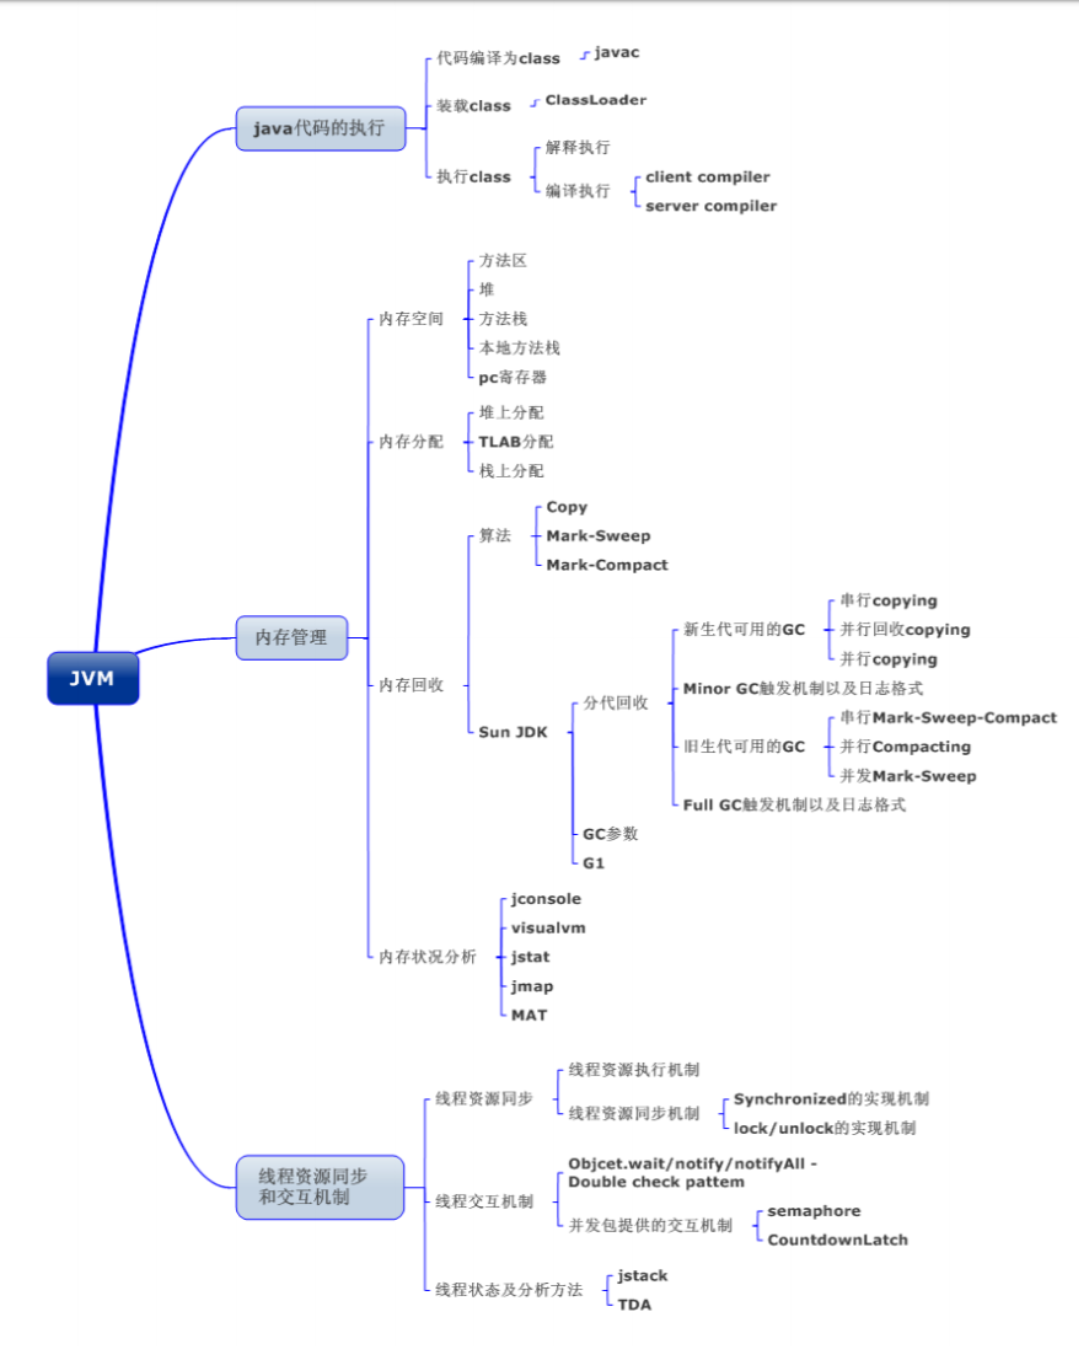 代码编译为class
javac
装载class
ClassLoader
java代码的执行
解释执行
执行class
编译执行
client compiler
server compiler
方法区
堆
内存空间
方法栈
本地方法栈
pc寄存器
堆上分配
内存分配
TLAB分配
栈上分配
Copy
算法
Mark-Sweep
Mark-Compact
串行copying
新生代可用的GC
并行回收copying
并行copying
内存管理
JVM
内存回收
Minor GC触发机制以及日志格式
分代回收
串行Mark-Sweep-Compact
Sun JDK
旧生代可用的GC
并行Compacting
并发Mark-Sweep
Full GC触发机制以及日志格式
GC参数
G1
jconsole
visualvm
内存状况分析
jstat
jmap
MAT
线程资源执行机制
线程资源同步
线程资源同步机制
Synchronized的实现机制
lock/unlock的实现机制
线程资源同步
和交互机制
Objcet.wait/notify/notifyAll -
Double check pattem
线程交互机制
并发包提供的交互机制
semaphore
CountdownLatch
线程状态及分析方法
jstack
TDA